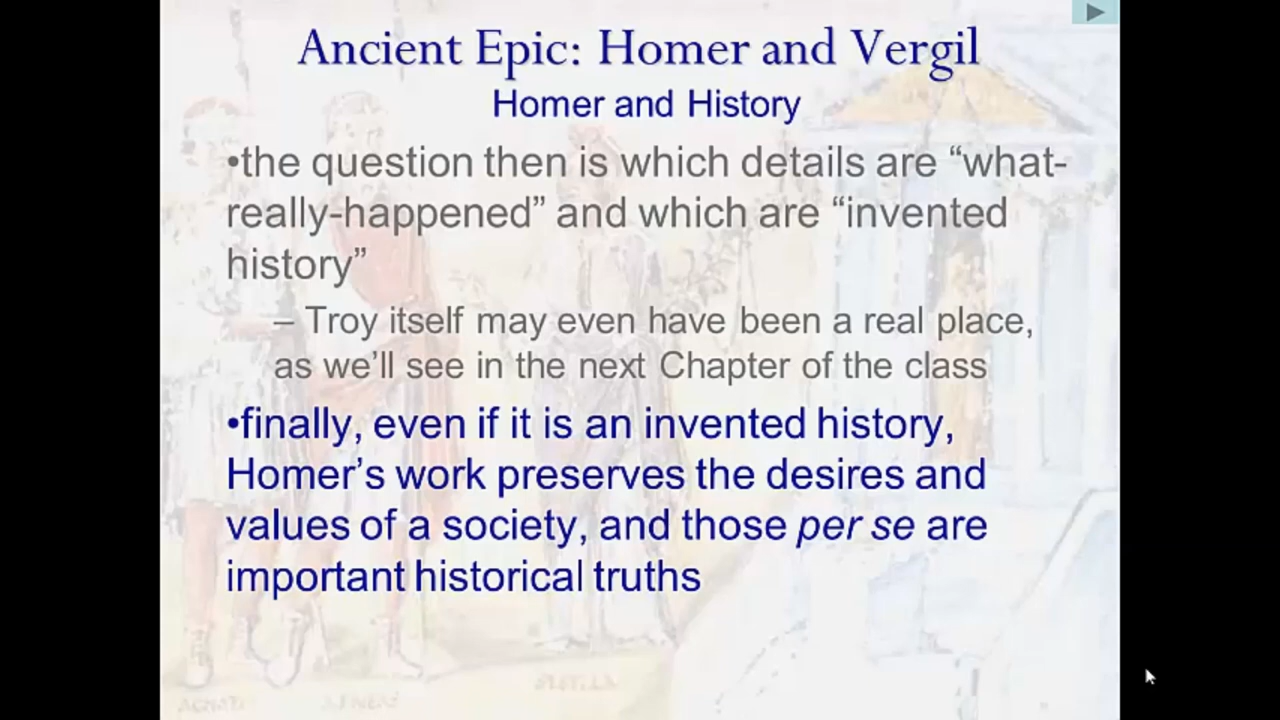 Ancient Epic: Homer and Vergil
Homer and History
•the question then is which details are “what-
really-happened” and which are “invented
history”
– Troy itself may even have been a real place,
as we’ll see in the next Chapter of the class
•finally, even if it is an invented history,
Homer’s work preserves the desires and
values of a society, and those per se are
important historical truths